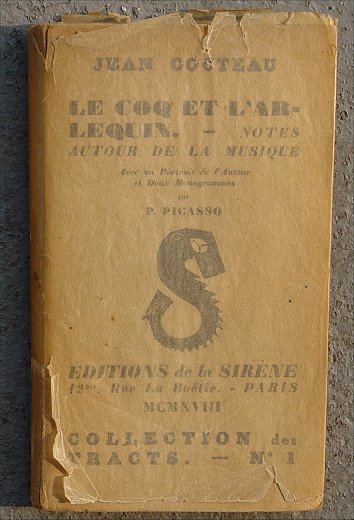 JEAN COCTEAU
LE COQ ET L'AR-
LEQUIN. — NOTES
AUTOUR DE LA MUSIQUE
Avec un Portrait de l'Auteur
et Deux Monogrammes
par
P. PICASSO
EDITIONS de la SIRÈNE
12bis, Rue La Boëtie. - PARIS
MCMXVIII
COLLECTION des
TRACTS. — N° 1